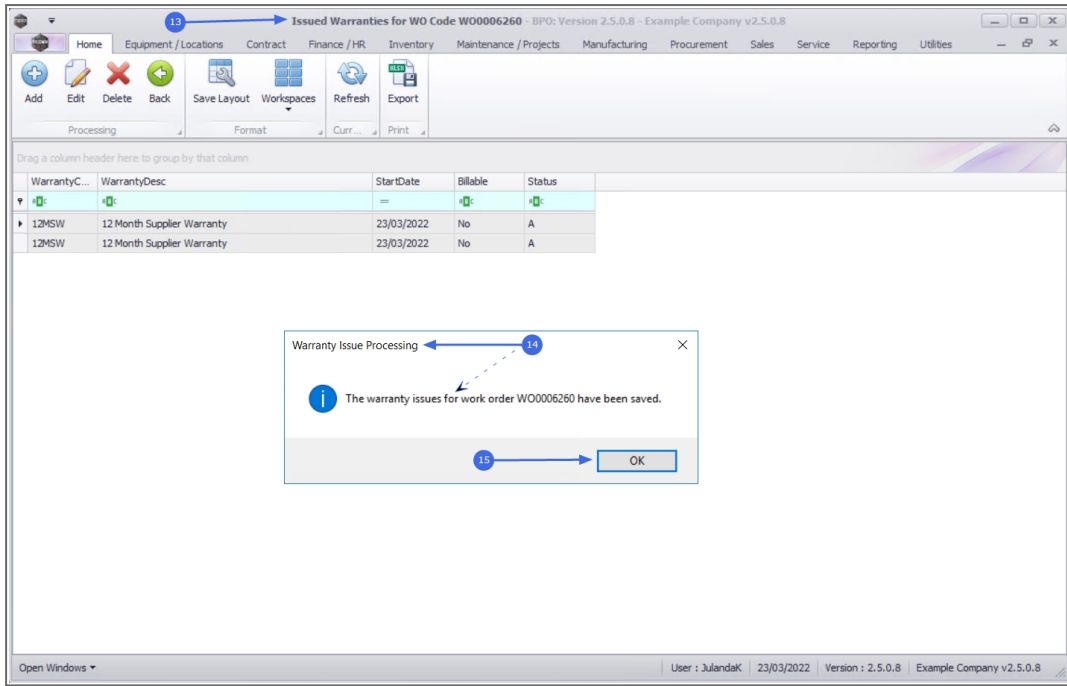 13
Issued Warranties for WO Code WO0006260 - BPO: Version 2.5.0.8 - Example Company v2.5.0.8
Home Equipment / Locations Contract Finance / HR Inventory Maintenance / Projects Manufacturing Procurement Sales Service Reporting Utilities
Add Edit Delete Back Save Layout Workspaces Refresh Export
Processing Format Curr... Print
Drag a column header here to group by that column
WarrantyC... WarrantyDesc StartDate Billable Status
=
12MSW 12 Month Supplier Warranty 23/03/2022 No A
12MSW 12 Month Supplier Warranty 23/03/2022 No A
Warranty Issue Processing 14
The warranty issues for work order WO0006260 have been saved.
15 OK
Open Windows User : JulandaK 23/03/2022 Version : 2.5.0.8 Example Company v2.5.0.8